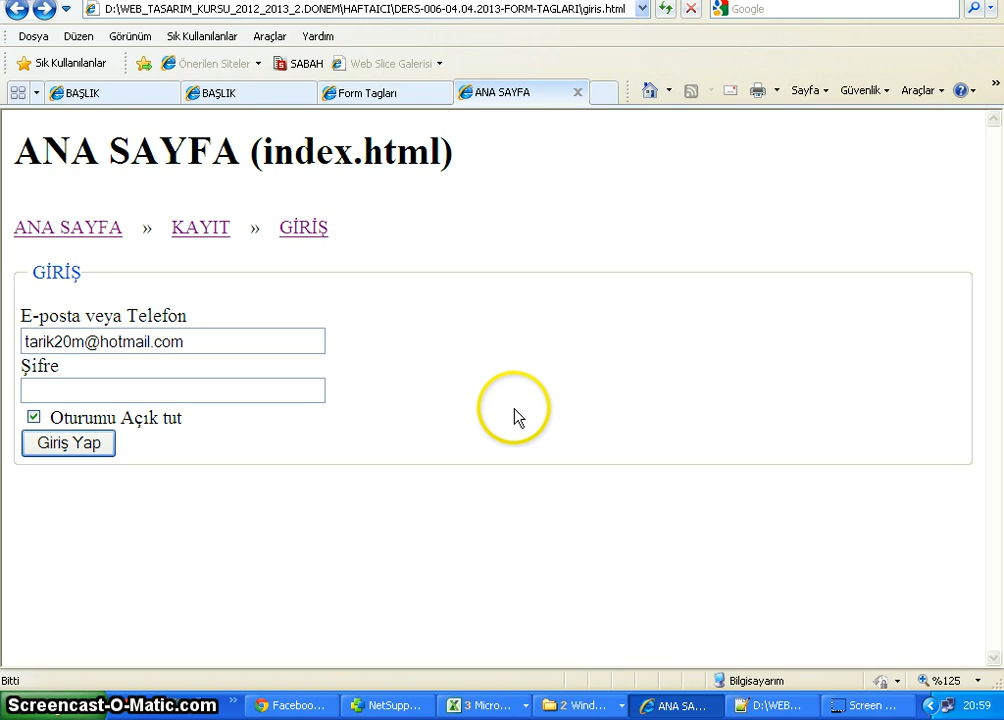 D:\WEB_TASARIM_KURSU_2012_2013_2.DONEM\HAFTAICI\DERS-006-04.04.2013-FORM-TAGLARI\giris.html Google
Dosya Düzen Görünüm Sık Kullanılanlar Araçlar Yardım
Sık Kullanılanlar Önerilen Siteler SABAH Web Slice Galerisi
BAŞLIK BAŞLIK Form Tagları ANA SAYFA Sayfa Güvenlik Araçlar »
ANA SAYFA (index.html)
ANA SAYFA » KAYIT » GİRİŞ
GİRİŞ
E-posta veya Telefon
tarik20m@hotmail.com
Şifre
Oturumu Açık tut
Giriş Yap
Bitti Bilgisayarım %125
Screencast-O-Matic.com » Faceboo... NetSupp... 3 Micro... 2 Wind... ANA SA... D:\WEB... Screen ... 20:59